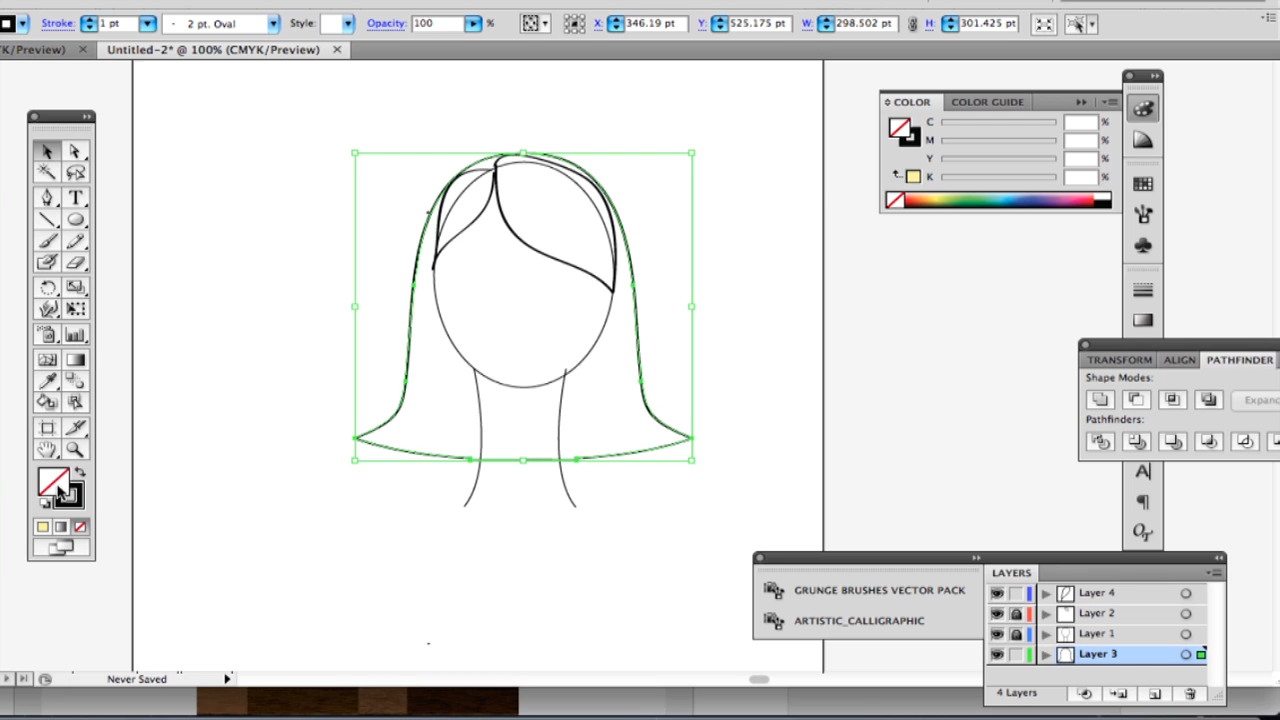 Stroke: 1 pt 2 pt. Oval Style: Opacity: 100 % X: 346.19 pt Y: 525.175 pt W: 298.502 pt H: 301.425 pt
YK/Preview) Untitled-2* @ 100% (CMYK/Preview)
COLOR COLOR GUIDE
C %
M %
Y %
K %
T
TRANSFORM ALIGN PATHFINDER
Shape Modes:
Expand
Pathfinders:
A
LAYERS
GRUNGE BRUSHES VECTOR PACK
Layer 4
Layer 2
ARTISTIC_CALLIGRAPHIC
Layer 1
Layer 3
Never Saved
4 Layers